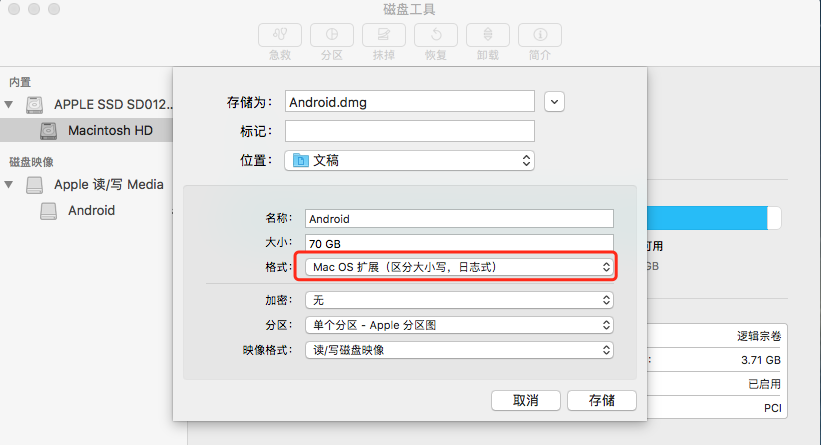 磁盘工具
急救 分区 抹掉 恢复 卸载 简介
内置
APPLE SSD SD012...
Macintosh HD
磁盘映像
Apple 读/写 Media
Android
存储为： Android.dmg
标记：
位置： 文稿
名称： Android
大小： 70 GB
格式： Mac OS 扩展（区分大小写，日志式）
加密： 无
分区： 单个分区 - Apple 分区图
映像格式： 读/写磁盘映像
取消 存储
可用
GB
逻辑宗卷
3.71 GB
已启用
PCI